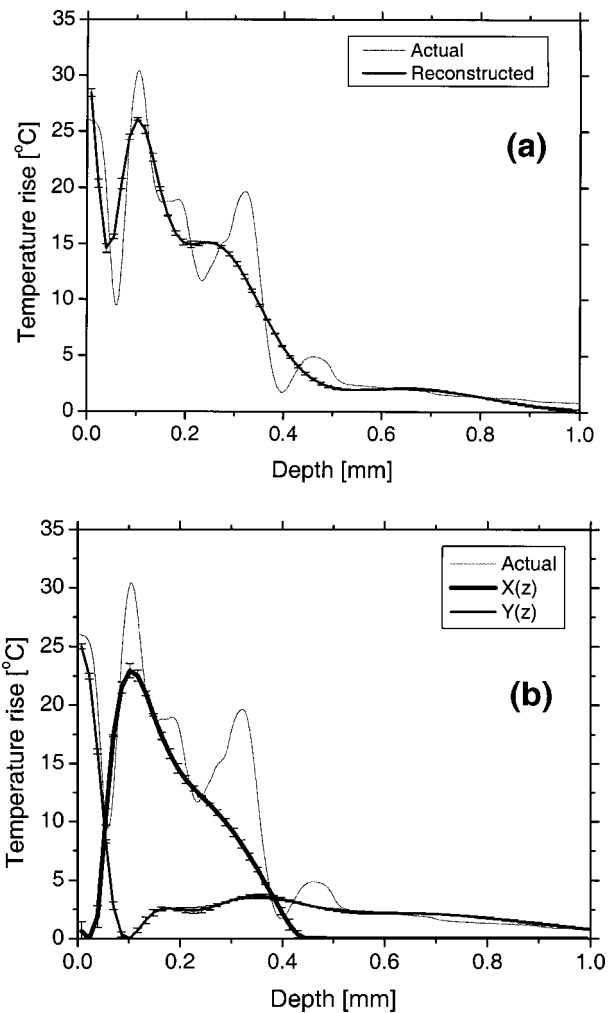 35
30
25
20
15
10
5
0
Temperature rise [°C]
Actual
Reconstructed
(a)
0.0 0.2 0.4 0.6 0.8 1.0
Depth [mm]
35
30
25
20
15
10
5
0
Temperature rise [°C]
Actual
X(z)
Y(z)
(b)
0.0 0.2 0.4 0.6 0.8 1.0
Depth [mm]